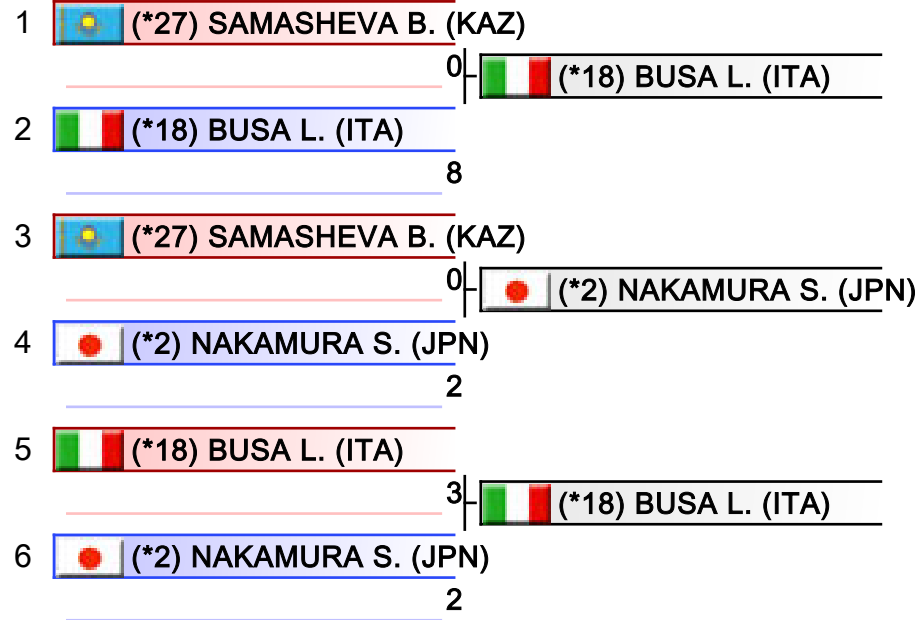 1 (*27) SAMASHEVA B. (KAZ)
0 (*18) BUSA L. (ITA)
2 (*18) BUSA L. (ITA)
8
3 (*27) SAMASHEVA B. (KAZ)
0 (*2) NAKAMURA S. (JPN)
4 (*2) NAKAMURA S. (JPN)
2
5 (*18) BUSA L. (ITA)
3 (*18) BUSA L. (ITA)
6 (*2) NAKAMURA S. (JPN)
2